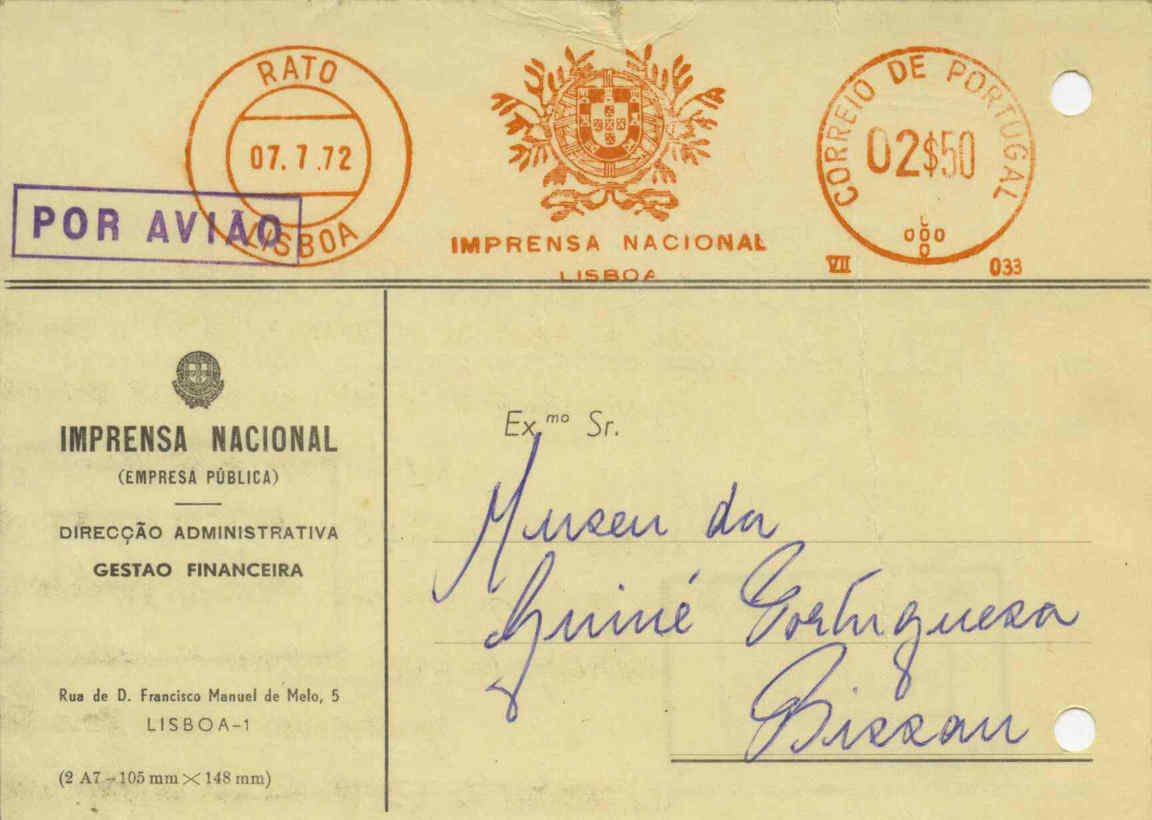 RATO
07.7.72
LISBOA
POR AVIÃO
IMPRENSA NACIONAL
LISBOA
CORREIO DE PORTUGAL
02$50
VII
033
IMPRENSA NACIONAL
(EMPRESA PÚBLICA)
DIRECÇÃO ADMINISTRATIVA
GESTAO FINANCEIRA
Rua de D. Francisco Manuel de Melo, 5
LISBOA-1
(2 A7 - 105 mm × 148 mm)
Ex.mo Sr.
Museu da
Guiné Portuguesa
Bissau